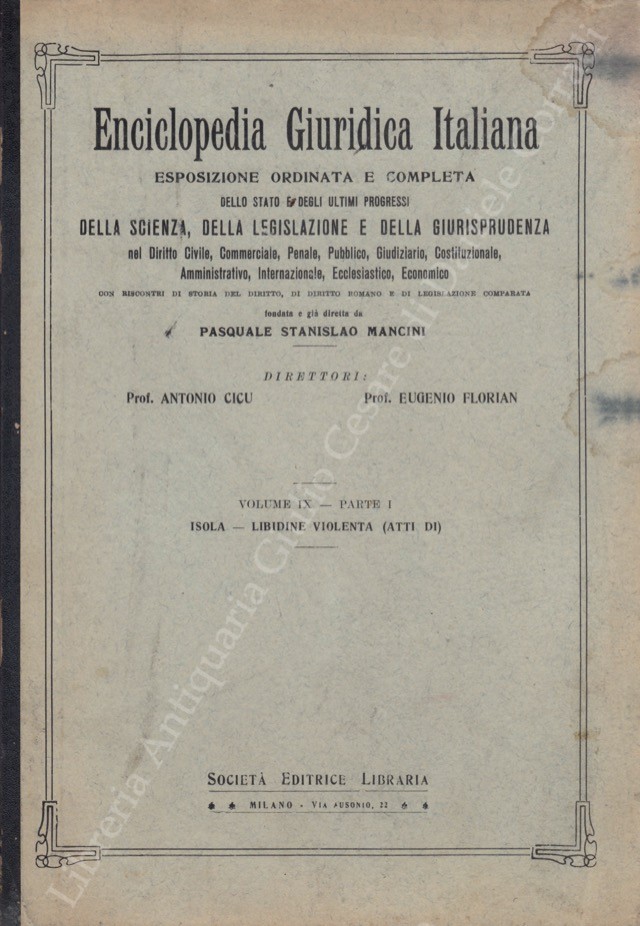 Enciclopedia Giuridica Italiana
ESPOSIZIONE ORDINATA E COMPLETA
DELLO STATO E DEGLI ULTIMI PROGRESSI
DELLA SCIENZA, DELLA LEGISLAZIONE E DELLA GIURISPRUDENZA
nel Diritto Civile, Commerciale, Penale, Pubblico, Giudiziario, Costituzionale,
Amministrativo, Internazionale, Ecclesiastico, Economico
CON RISCONTRI DI STORIA DEL DIRITTO, DI DIRITTO ROMANO E DI LEGISLAZIONE COMPARATA
fondata e già diretta da
PASQUALE STANISLAO MANCINI
DIRETTORI:
Prof. ANTONIO CICU Prof. EUGENIO FLORIAN
VOLUME IX — PARTE I
ISOLA — LIBIDINE VIOLENTA (ATTI DI)
SOCIETÀ EDITRICE LIBRARIA
MILANO - VIA AUSONIO, 22
Libreria Antiquaria Giulio Cesare di Daniele Corradi